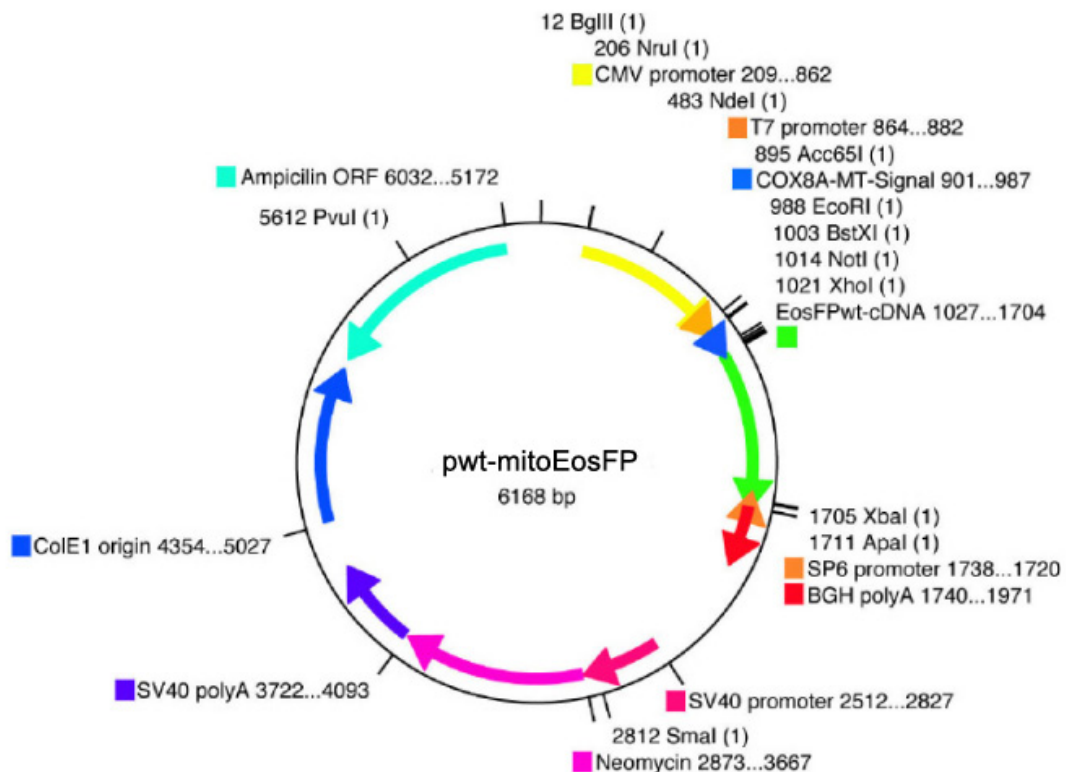 12 BglII (1)
206 NruI (1)
CMV promoter 209...862
483 NdeI (1)
T7 promoter 864...882
895 Acc65I (1)
COX8A-MT-Signal 901...987
988 EcoRI (1)
1003 BstXI (1)
1014 NotI (1)
1021 XhoI (1)
EosFPwt-cDNA 1027...1704
Ampicilin ORF 6032...5172
5612 PvuI (1)
pwt-mitoEosFP
6168 bp
1705 XbaI (1)
1711 ApaI (1)
SP6 promoter 1738...1720
BGH polyA 1740...1971
ColE1 origin 4354...5027
SV40 polyA 3722...4093
SV40 promoter 2512...2827
2812 SmaI (1)
Neomycin 2873...3667